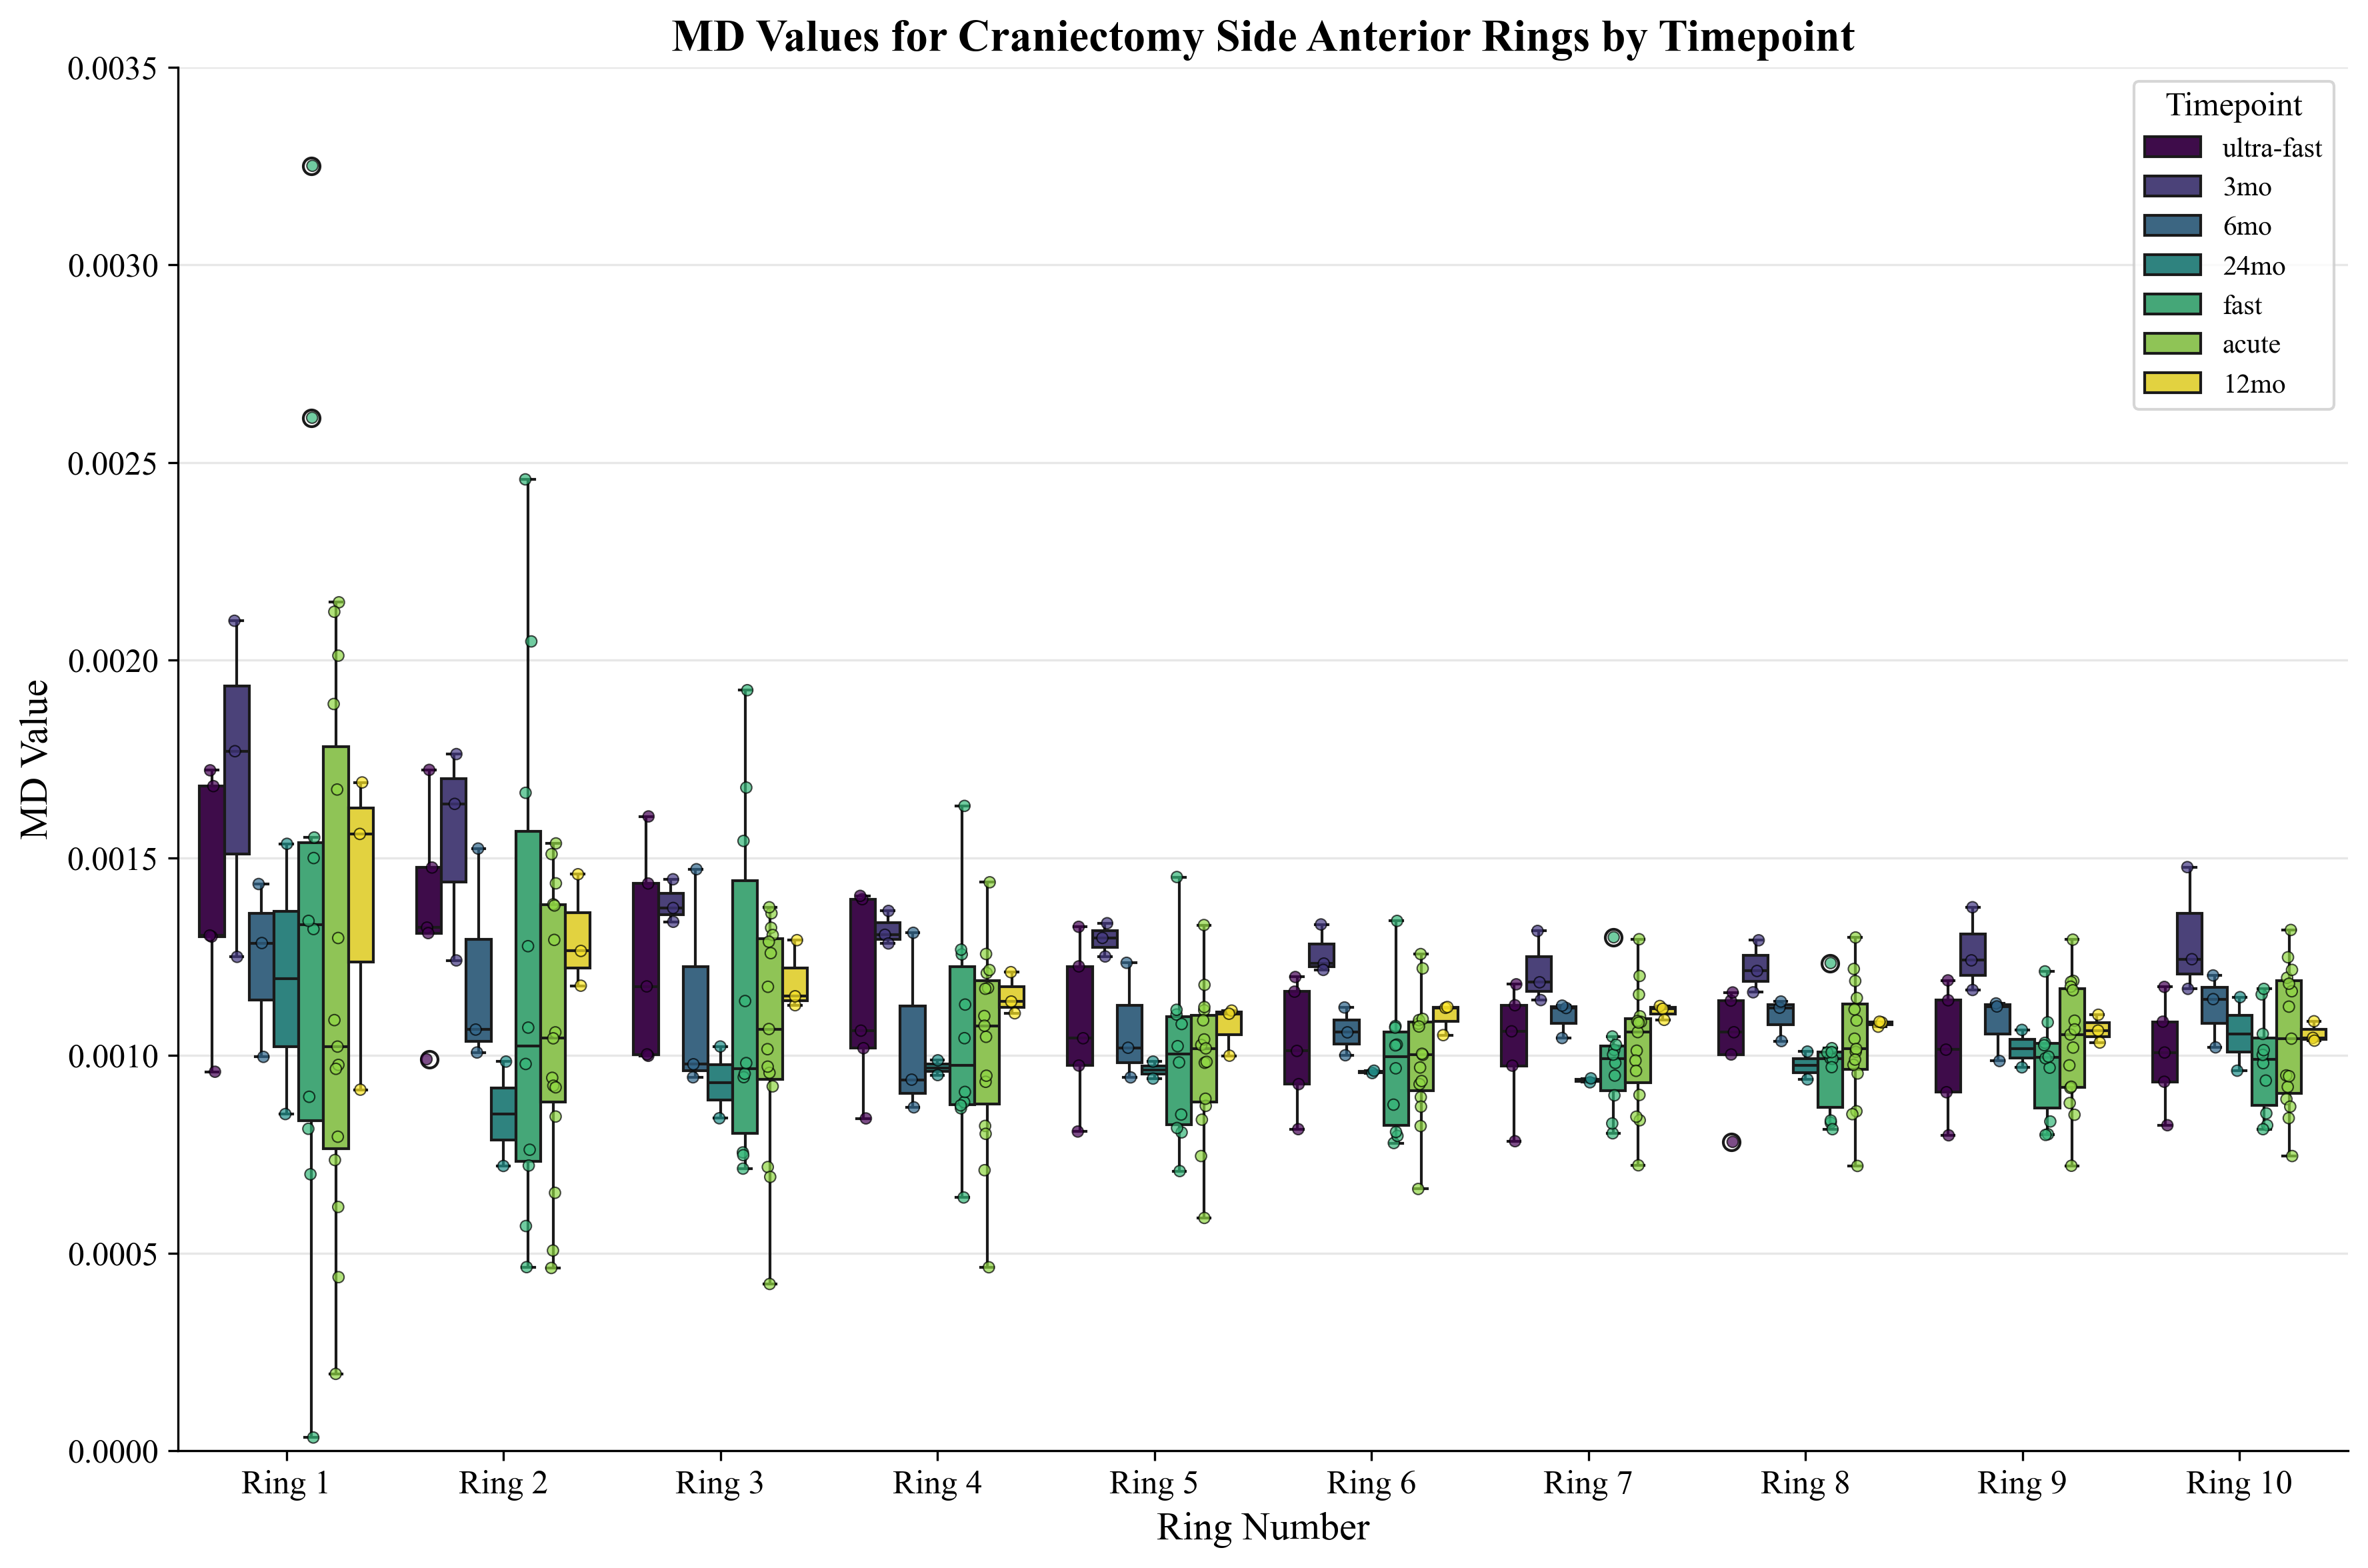 MD Values for Craniectomy Side Anterior Rings by Timepoint
MD Value
0.0035
0.0030
0.0025
0.0020
0.0015
0.0010
0.0005
0.0000
Timepoint
ultra-fast
3mo
6mo
24mo
fast
acute
12mo
Ring 1 Ring 2 Ring 3 Ring 4 Ring 5 Ring 6 Ring 7 Ring 8 Ring 9 Ring 10
Ring Number